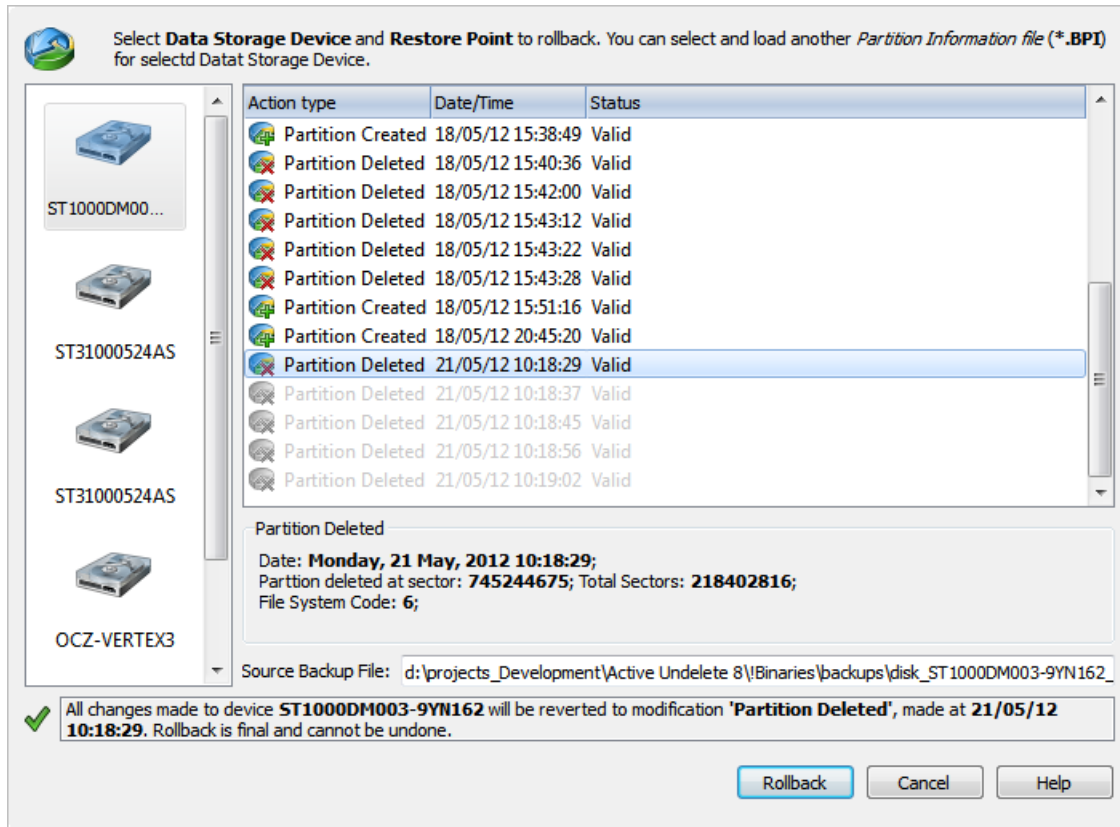 Select Data Storage Device and Restore Point to rollback. You can select and load another Partition Information file (*.BPI)
for selectd Datat Storage Device.
ST1000DM00...
ST31000524AS
ST31000524AS
OCZ-VERTEX3
Action type Date/Time Status
Partition Created 18/05/12 15:38:49 Valid
Partition Deleted 18/05/12 15:40:36 Valid
Partition Deleted 18/05/12 15:42:00 Valid
Partition Deleted 18/05/12 15:43:12 Valid
Partition Deleted 18/05/12 15:43:22 Valid
Partition Deleted 18/05/12 15:43:28 Valid
Partition Created 18/05/12 15:51:16 Valid
Partition Created 18/05/12 20:45:20 Valid
Partition Deleted 21/05/12 10:18:29 Valid
Partition Deleted 21/05/12 10:18:37 Valid
Partition Deleted 21/05/12 10:18:45 Valid
Partition Deleted 21/05/12 10:18:56 Valid
Partition Deleted 21/05/12 10:19:02 Valid
Partition Deleted
Date: Monday, 21 May, 2012 10:18:29;
Parttion deleted at sector: 745244675; Total Sectors: 218402816;
File System Code: 6;
Source Backup File: d:\projects_Development\Active Undelete 8\!Binaries\backups\disk_ST1000DM003-9YN162_
All changes made to device ST1000DM003-9YN162 will be reverted to modification 'Partition Deleted', made at 21/05/12
10:18:29. Rollback is final and cannot be undone.
Rollback Cancel Help